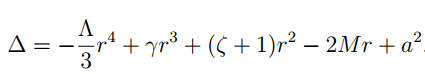 Δ = −Λ/3 r⁴ + γr³ + (ζ + 1)r² − 2Mr + a².